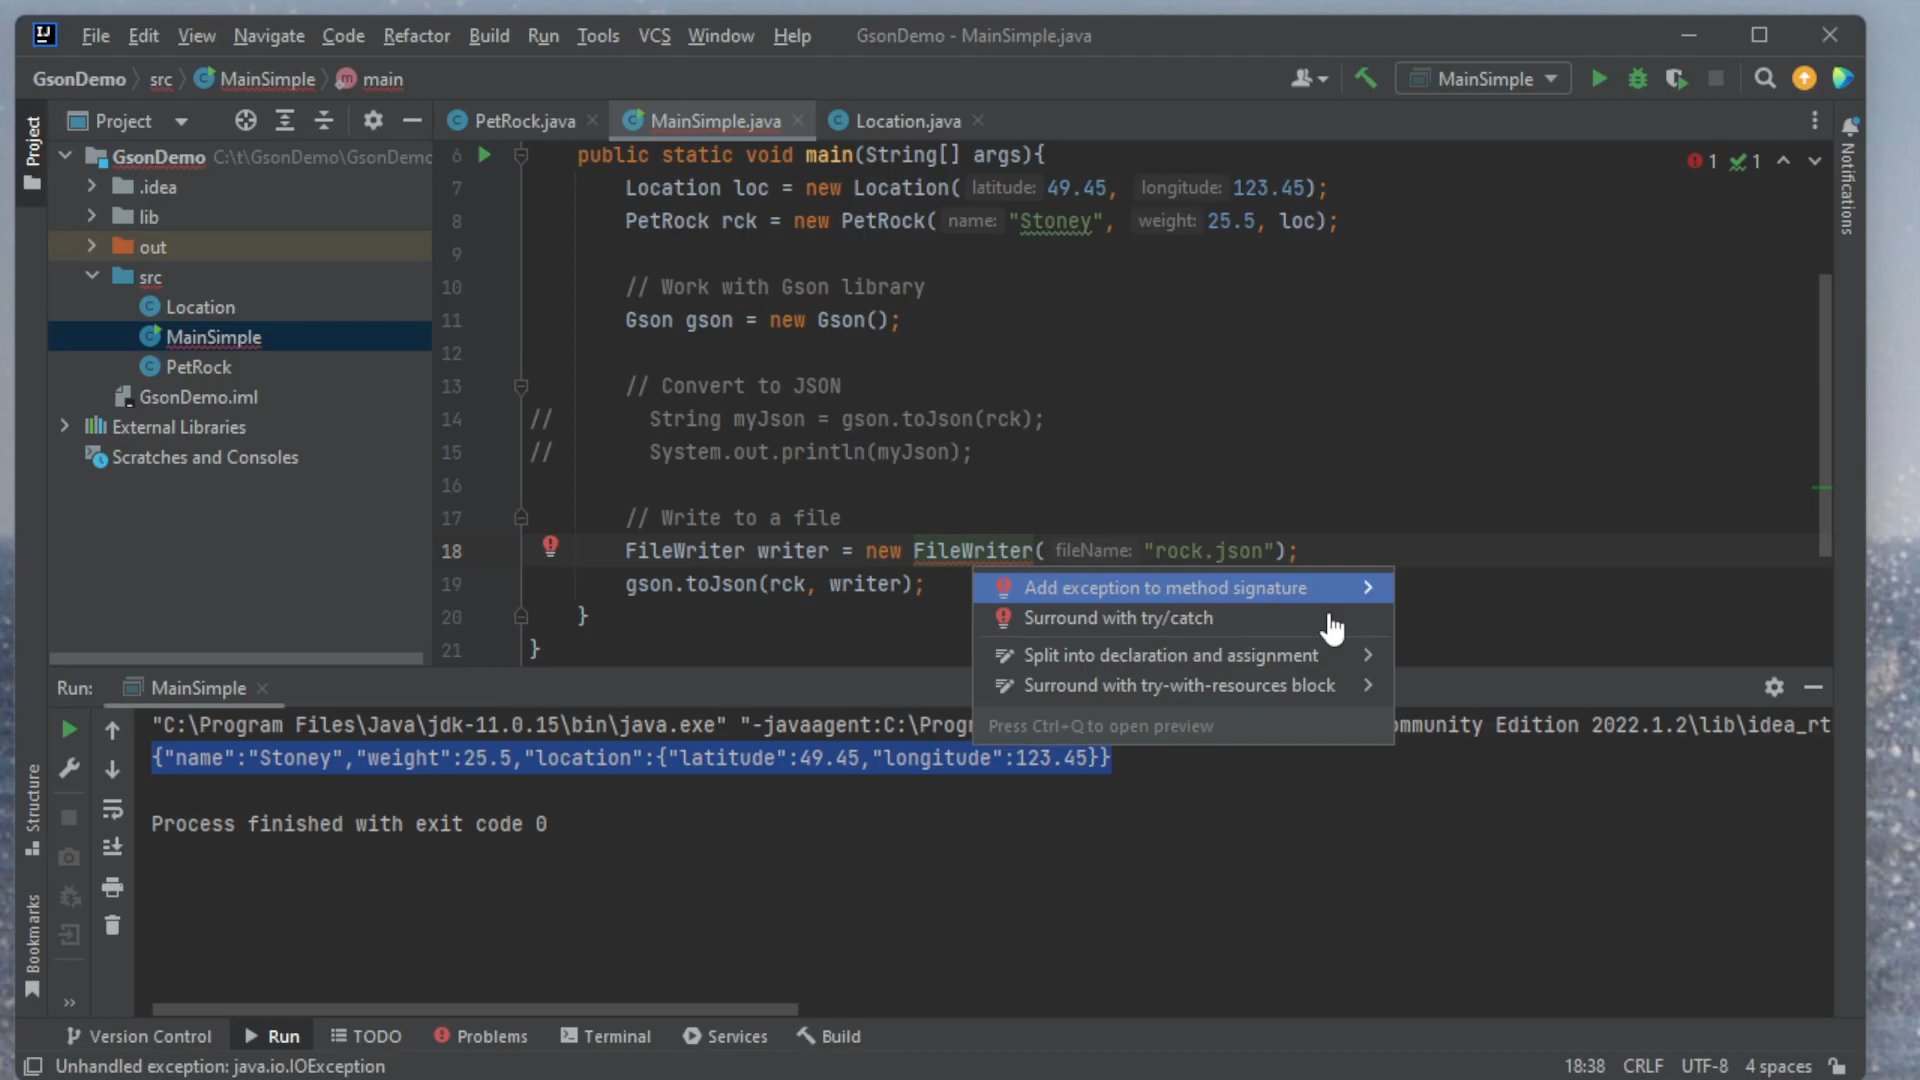 IJ File Edit View Navigate Code Refactor Build Run Tools VCS Window Help GsonDemo - MainSimple.java
GsonDemo src MainSimple m main MainSimple
Project
Project
PetRock.java MainSimple.java Location.java
Notifications
GsonDemo C:\t\GsonDemo\GsonDemo
.idea
lib
out
src
C Location
C MainSimple
C PetRock
GsonDemo.iml
External Libraries
Scratches and Consoles
1 1
6 public static void main(String[] args){
7 Location loc = new Location( latitude: 49.45, longitude: 123.45);
8 PetRock rck = new PetRock( name: "Stoney", weight: 25.5, loc);
9
10 // Work with Gson library
11 Gson gson = new Gson();
12
13 // Convert to JSON
14 // String myJson = gson.toJson(rck);
15 // System.out.println(myJson);
16
17 // Write to a file
18 FileWriter writer = new FileWriter( fileName: "rock.json");
19 gson.toJson(rck, writer);
20 }
21 }
Add exception to method signature
Surround with try/catch
Split into declaration and assignment
Surround with try-with-resources block
Press Ctrl+Q to open preview
Run: MainSimple
"C:\Program Files\Java\jdk-11.0.15\bin\java.exe" "-javaagent:C:\Prog mmunity Edition 2022.1.2\lib\idea_rt
{"name":"Stoney","weight":25.5,"location":{"latitude":49.45,"longitude":123.45}}
Process finished with exit code 0
Structure
Bookmarks
Version Control Run TODO Problems Terminal Services Build
Unhandled exception: java.io.IOException 18:38 CRLF UTF-8 4 spaces